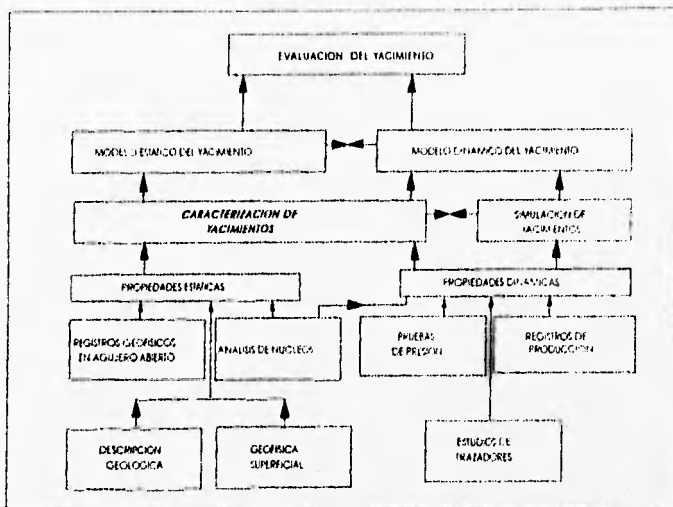 EVALUACION DEL YACIMIENTO
MODELO ESTATICO DEL YACIMIENTO
MODELO DINAMICO DEL YACIMIENTO
CARACTERIZACION DE
YACIMIENTOS
SIMULACION DE
YACIMIENTOS
PROPIEDADES ESTATICAS
PROPIEDADES DINAMICAS
REGISTROS GEOFISICOS
EN AGUJERO ABIERTO
ANALISIS DE NUCLEOS
PRUEBAS
DE PRESION
REGISTROS DE
PRODUCCION
DESCRIPCION
GEOLOGICA
GEOFISICA
SUPERFICIAL
ESTUDIOS DE
TRAZADORES